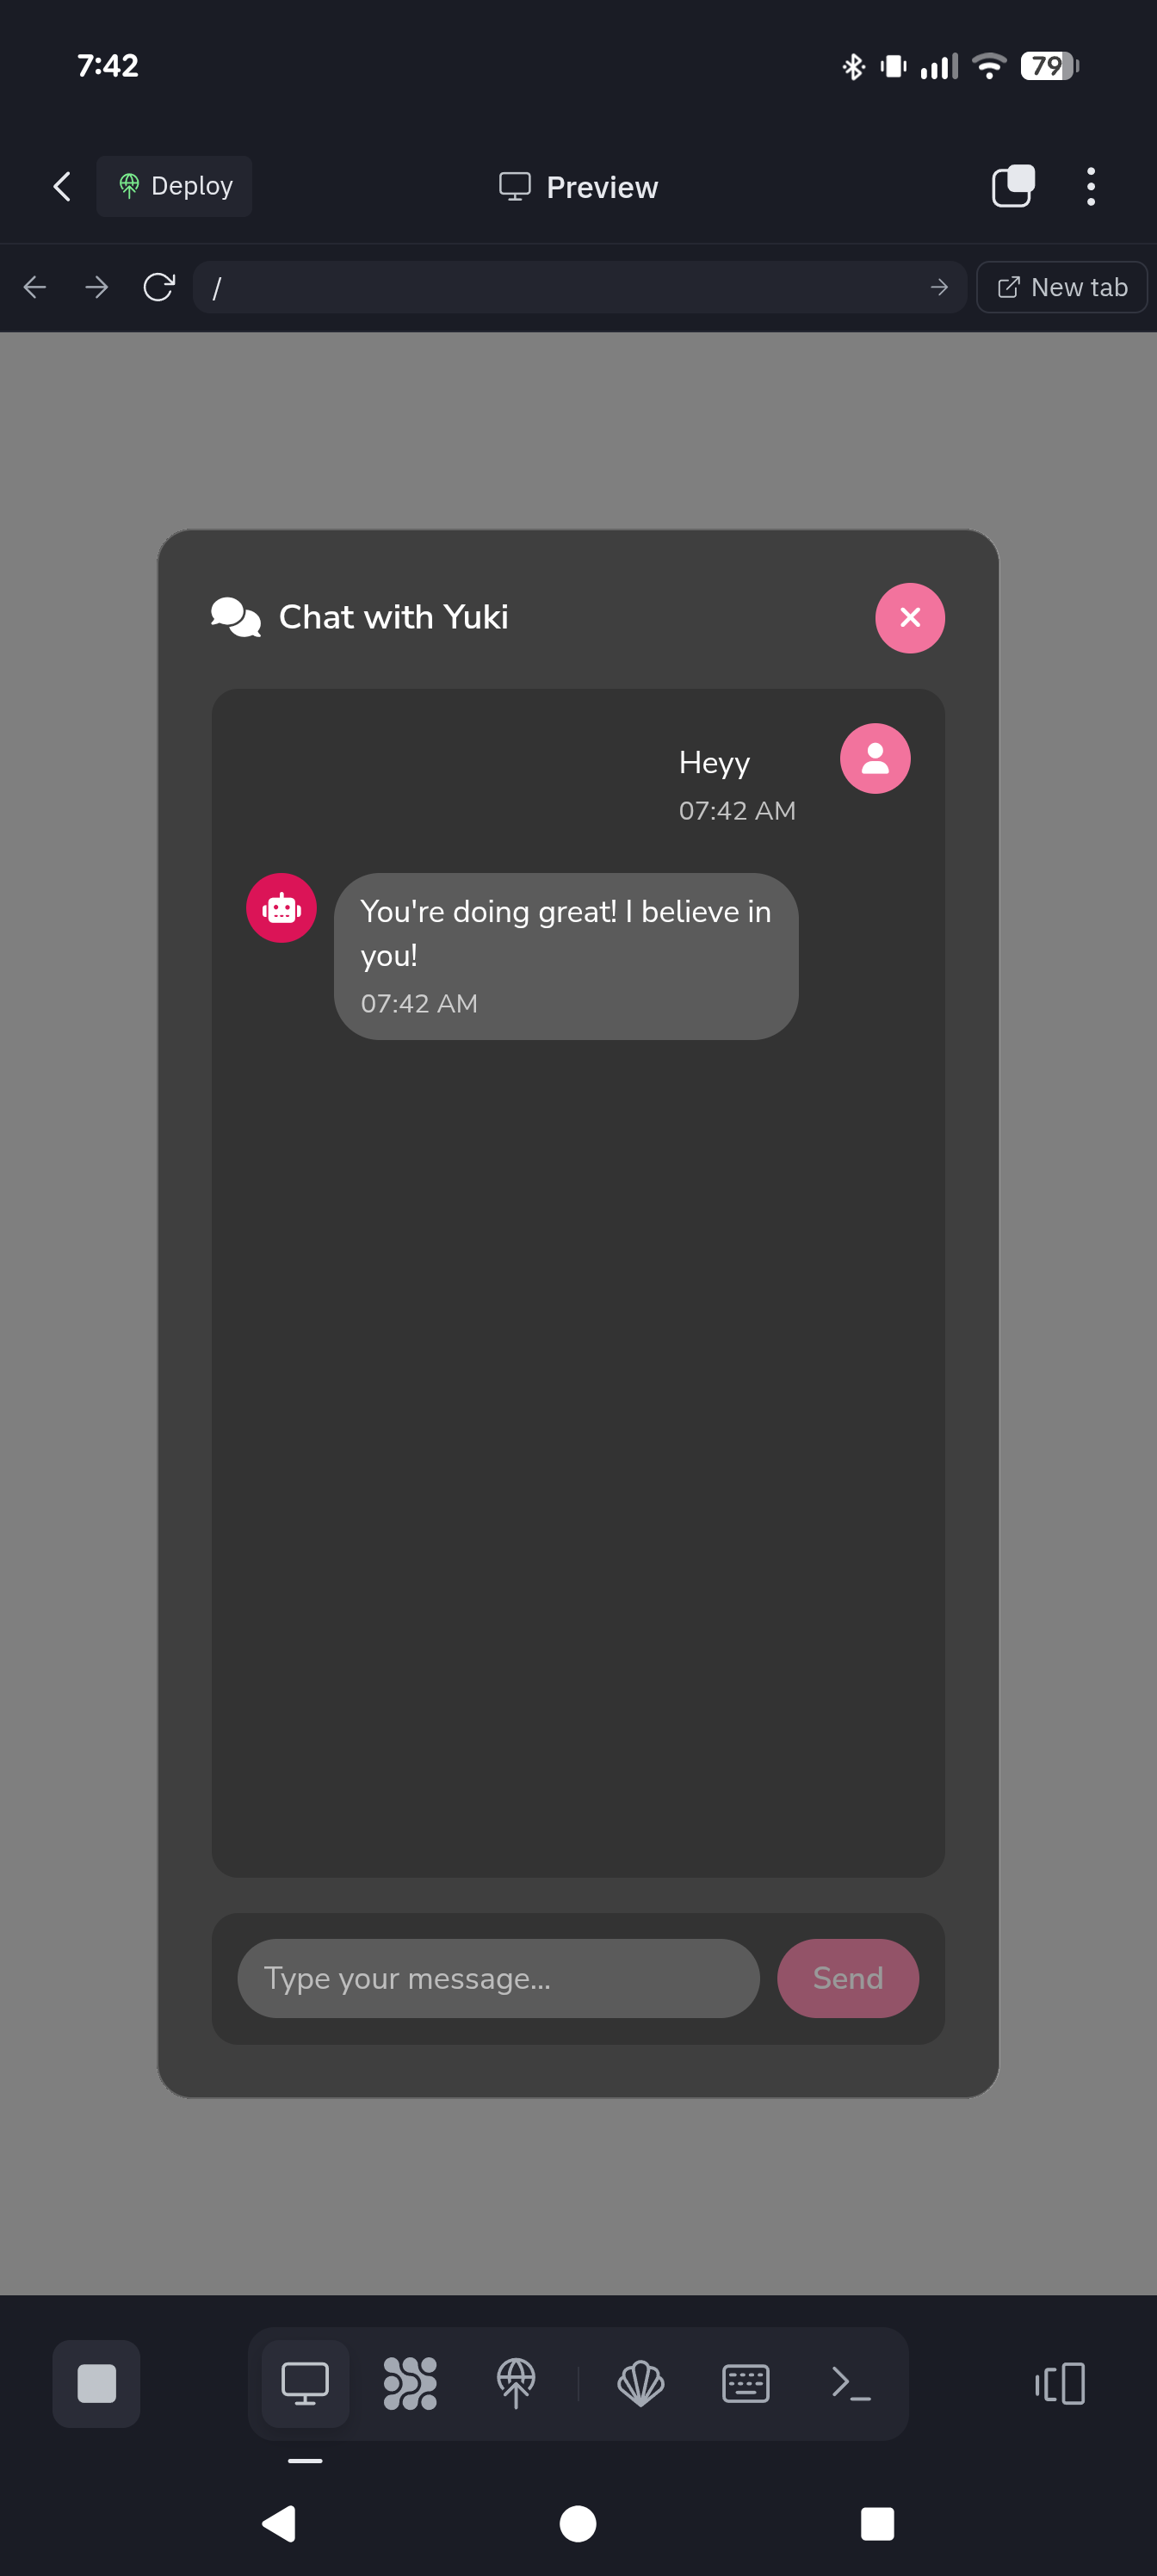 7:42
79
Deploy
Preview
/
New tab
Chat with Yuki
Heyy
07:42 AM
You're doing great! I believe in
you!
07:42 AM
Type your message...
Send